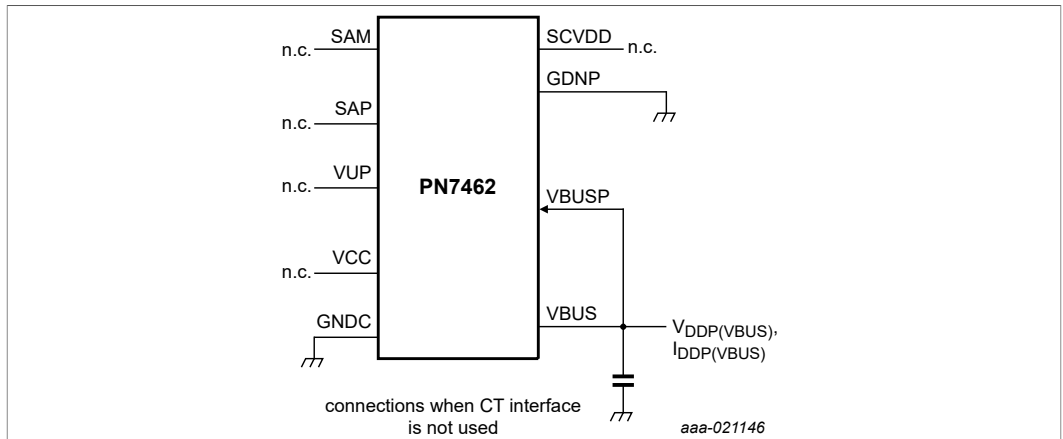 SAM
n.c.
SCVDD
n.c.
GDNP
SAP
n.c.
VUP
n.c.
PN7462
VBUSP
VCC
n.c.
GNDC
VBUS
VDDP(VBUS),
IDDP(VBUS)
connections when CT interface
is not used
aaa-021146